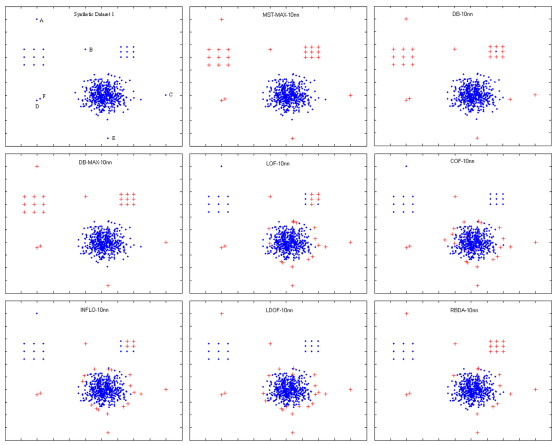 Synthetic Dataset 1
A
B
F
D
C
E
MST-MAX-10nn
DB-10nn
DB-MAX-10nn
LOF-10nn
COF-10nn
INFLO-10nn
LDOF-10nn
RBDA-10nn